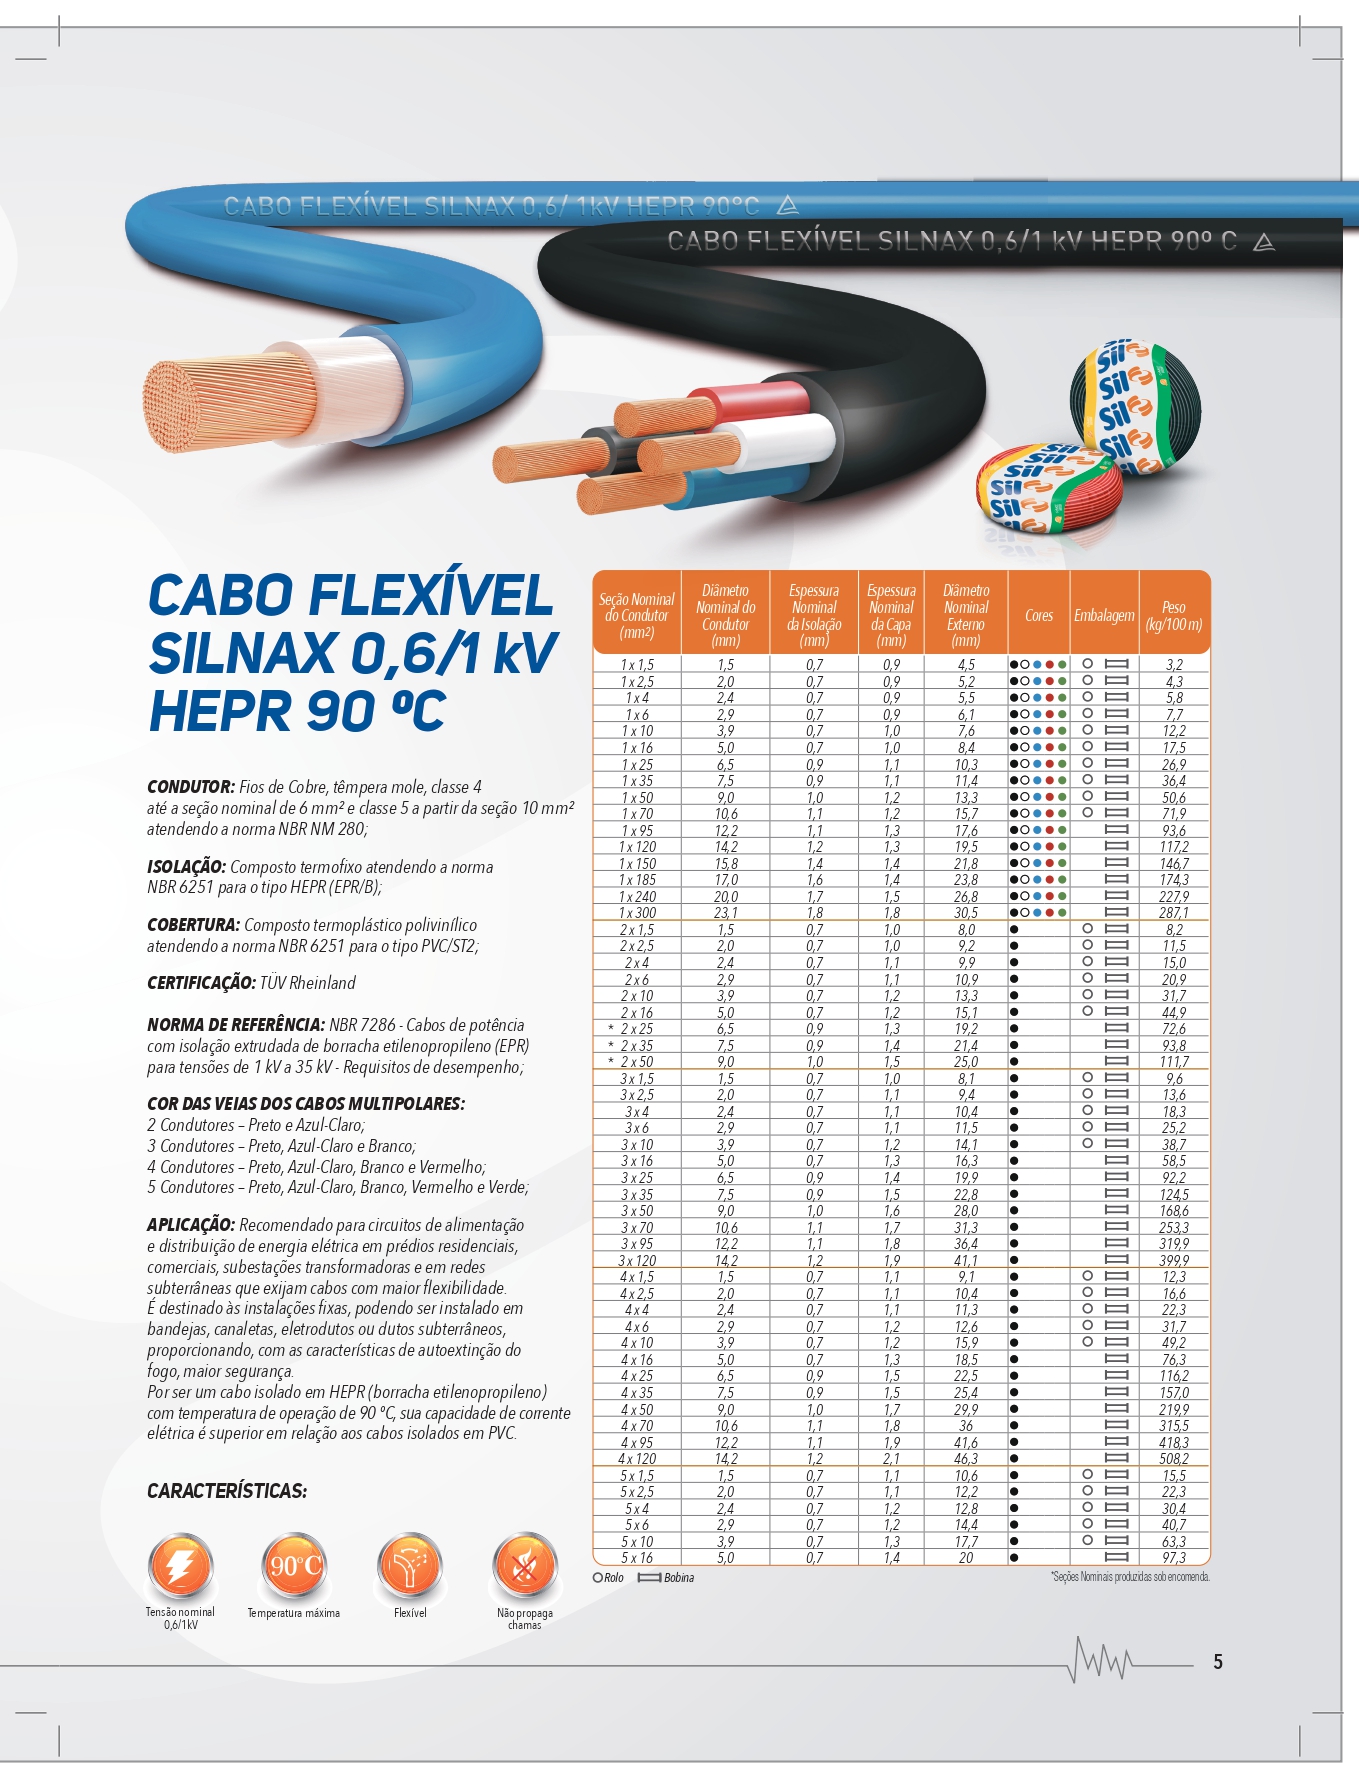 CABO FLEXÍVEL SILNAX 0,6/ 1kV HEPR 90°C
CABO FLEXÍVEL SILNAX 0,6/1 kV HEPR 90º C
Sil
Sil
Sil
Sil
Sil
Sil
Sil
Sil
CABO FLEXÍVEL
SILNAX 0,6/1 kV
HEPR 90 ºC
CONDUTOR: Fios de Cobre, têmpera mole, classe 4
até a seção nominal de 6 mm² e classe 5 a partir da seção 10 mm²
atendendo a norma NBR NM 280;
ISOLAÇÃO: Composto termofixo atendendo a norma
NBR 6251 para o tipo HEPR (EPR/B);
COBERTURA: Composto termoplástico polivinílico
atendendo a norma NBR 6251 para o tipo PVC/ST2;
CERTIFICAÇÃO: TÜV Rheinland
NORMA DE REFERÊNCIA: NBR 7286 - Cabos de potência
com isolação extrudada de borracha etilenopropileno (EPR)
para tensões de 1 kV a 35 kV - Requisitos de desempenho;
COR DAS VEIAS DOS CABOS MULTIPOLARES:
2 Condutores – Preto e Azul-Claro;
3 Condutores – Preto, Azul-Claro e Branco;
4 Condutores – Preto, Azul-Claro, Branco e Vermelho;
5 Condutores – Preto, Azul-Claro, Branco, Vermelho e Verde;
APLICAÇÃO: Recomendado para circuitos de alimentação
e distribuição de energia elétrica em prédios residenciais,
comerciais, subestações transformadoras e em redes
subterrâneas que exijam cabos com maior flexibilidade.
É destinado às instalações fixas, podendo ser instalado em
bandejas, canaletas, eletrodutos ou dutos subterrâneos,
proporcionando, com as características de autoextinção do
fogo, maior segurança.
Por ser um cabo isolado em HEPR (borracha etilenopropileno)
com temperatura de operação de 90 ºC, sua capacidade de corrente
elétrica é superior em relação aos cabos isolados em PVC.
CARACTERÍSTICAS:
90°C
Tensão nominal
0,6/1kV
Temperatura máxima
Flexível
Não propaga
chamas
Seção Nominal do Condutor (mm2) Diâmetro Nominal do Condutor (mm) Espessura Nominal da Isolação (mm) Espessura Nominal da Capa (mm) Diâmetro Nominal Externo (mm) Cores Embalagem Peso (kg/100 m)
1 x 1,5 1,5 0,7 0,9 4,5 3,2
1 x 2,5 2,0 0,7 0,9 5,2 4,3
1 x 4 2,4 0,7 0,9 5,5 5,8
1 x 6 2,9 0,7 0,9 6,1 7,7
1 x 10 3,9 0,7 1,0 7,6 12,2
1 x 16 5,0 0,7 1,0 8,4 17,5
1 x 25 6,5 0,9 1,1 10,3 26,9
1 x 35 7,5 0,9 1,1 11,4 36,4
1 x 50 9,0 1,0 1,2 13,3 50,6
1 x 70 10,6 1,1 1,2 15,7 71,9
1 x 95 12,2 1,1 1,3 17,6 93,6
1 x 120 14,2 1,2 1,3 19,5 117,2
1 x 150 15,8 1,4 1,4 21,8 146,7
1 x 185 17,0 1,6 1,4 23,8 174,3
1 x 240 20,0 1,7 1,5 26,8 227,9
1 x 300 23,1 1,8 1,8 30,5 287,1
2 x 1,5 1,5 0,7 1,0 8,0 8,2
2 x 2,5 2,0 0,7 1,0 9,2 11,5
2 x 4 2,4 0,7 1,1 9,9 15,0
2 x 6 2,9 0,7 1,1 10,9 20,9
2 x 10 3,9 0,7 1,2 13,3 31,7
2 x 16 5,0 0,7 1,2 15,1 44,9
* 2 x 25 6,5 0,9 1,3 19,2 72,6
* 2 x 35 7,5 0,9 1,4 21,4 93,8
* 2 x 50 9,0 1,0 1,5 25,0 111,7
3 x 1,5 1,5 0,7 1,0 8,1 9,6
3 x 2,5 2,0 0,7 1,1 9,4 13,6
3 x 4 2,4 0,7 1,1 10,4 18,3
3 x 6 2,9 0,7 1,1 11,5 25,2
3 x 10 3,9 0,7 1,2 14,1 38,7
3 x 16 5,0 0,7 1,3 16,3 58,5
3 x 25 6,5 0,9 1,4 19,9 92,2
3 x 35 7,5 0,9 1,5 22,8 124,5
3 x 50 9,0 1,0 1,6 28,0 168,6
3 x 70 10,6 1,1 1,7 31,3 253,3
3 x 95 12,2 1,1 1,8 36,4 319,9
3 x 120 14,2 1,2 1,9 41,1 399,9
4 x 1,5 1,5 0,7 1,1 9,1 12,3
4 x 2,5 2,0 0,7 1,1 10,4 16,6
4 x 4 2,4 0,7 1,1 11,3 22,3
4 x 6 2,9 0,7 1,2 12,6 31,7
4 x 10 3,9 0,7 1,2 15,9 49,2
4 x 16 5,0 0,7 1,3 18,5 76,3
4 x 25 6,5 0,9 1,5 22,5 116,2
4 x 35 7,5 0,9 1,5 25,4 157,0
4 x 50 9,0 1,0 1,7 29,9 219,9
4 x 70 10,6 1,1 1,8 36 315,5
4 x 95 12,2 1,1 1,9 41,6 418,3
4 x 120 14,2 1,2 2,1 46,3 508,2
5 x 1,5 1,5 0,7 1,1 10,6 15,5
5 x 2,5 2,0 0,7 1,1 12,2 22,3
5 x 4 2,4 0,7 1,2 12,8 30,4
5 x 6 2,9 0,7 1,2 14,4 40,7
5 x 10 3,9 0,7 1,3 17,7 63,3
5 x 16 5,0 0,7 1,4 20 97,3
Rolo Bobina
*Seções Nominais produzidas sob encomenda.
5